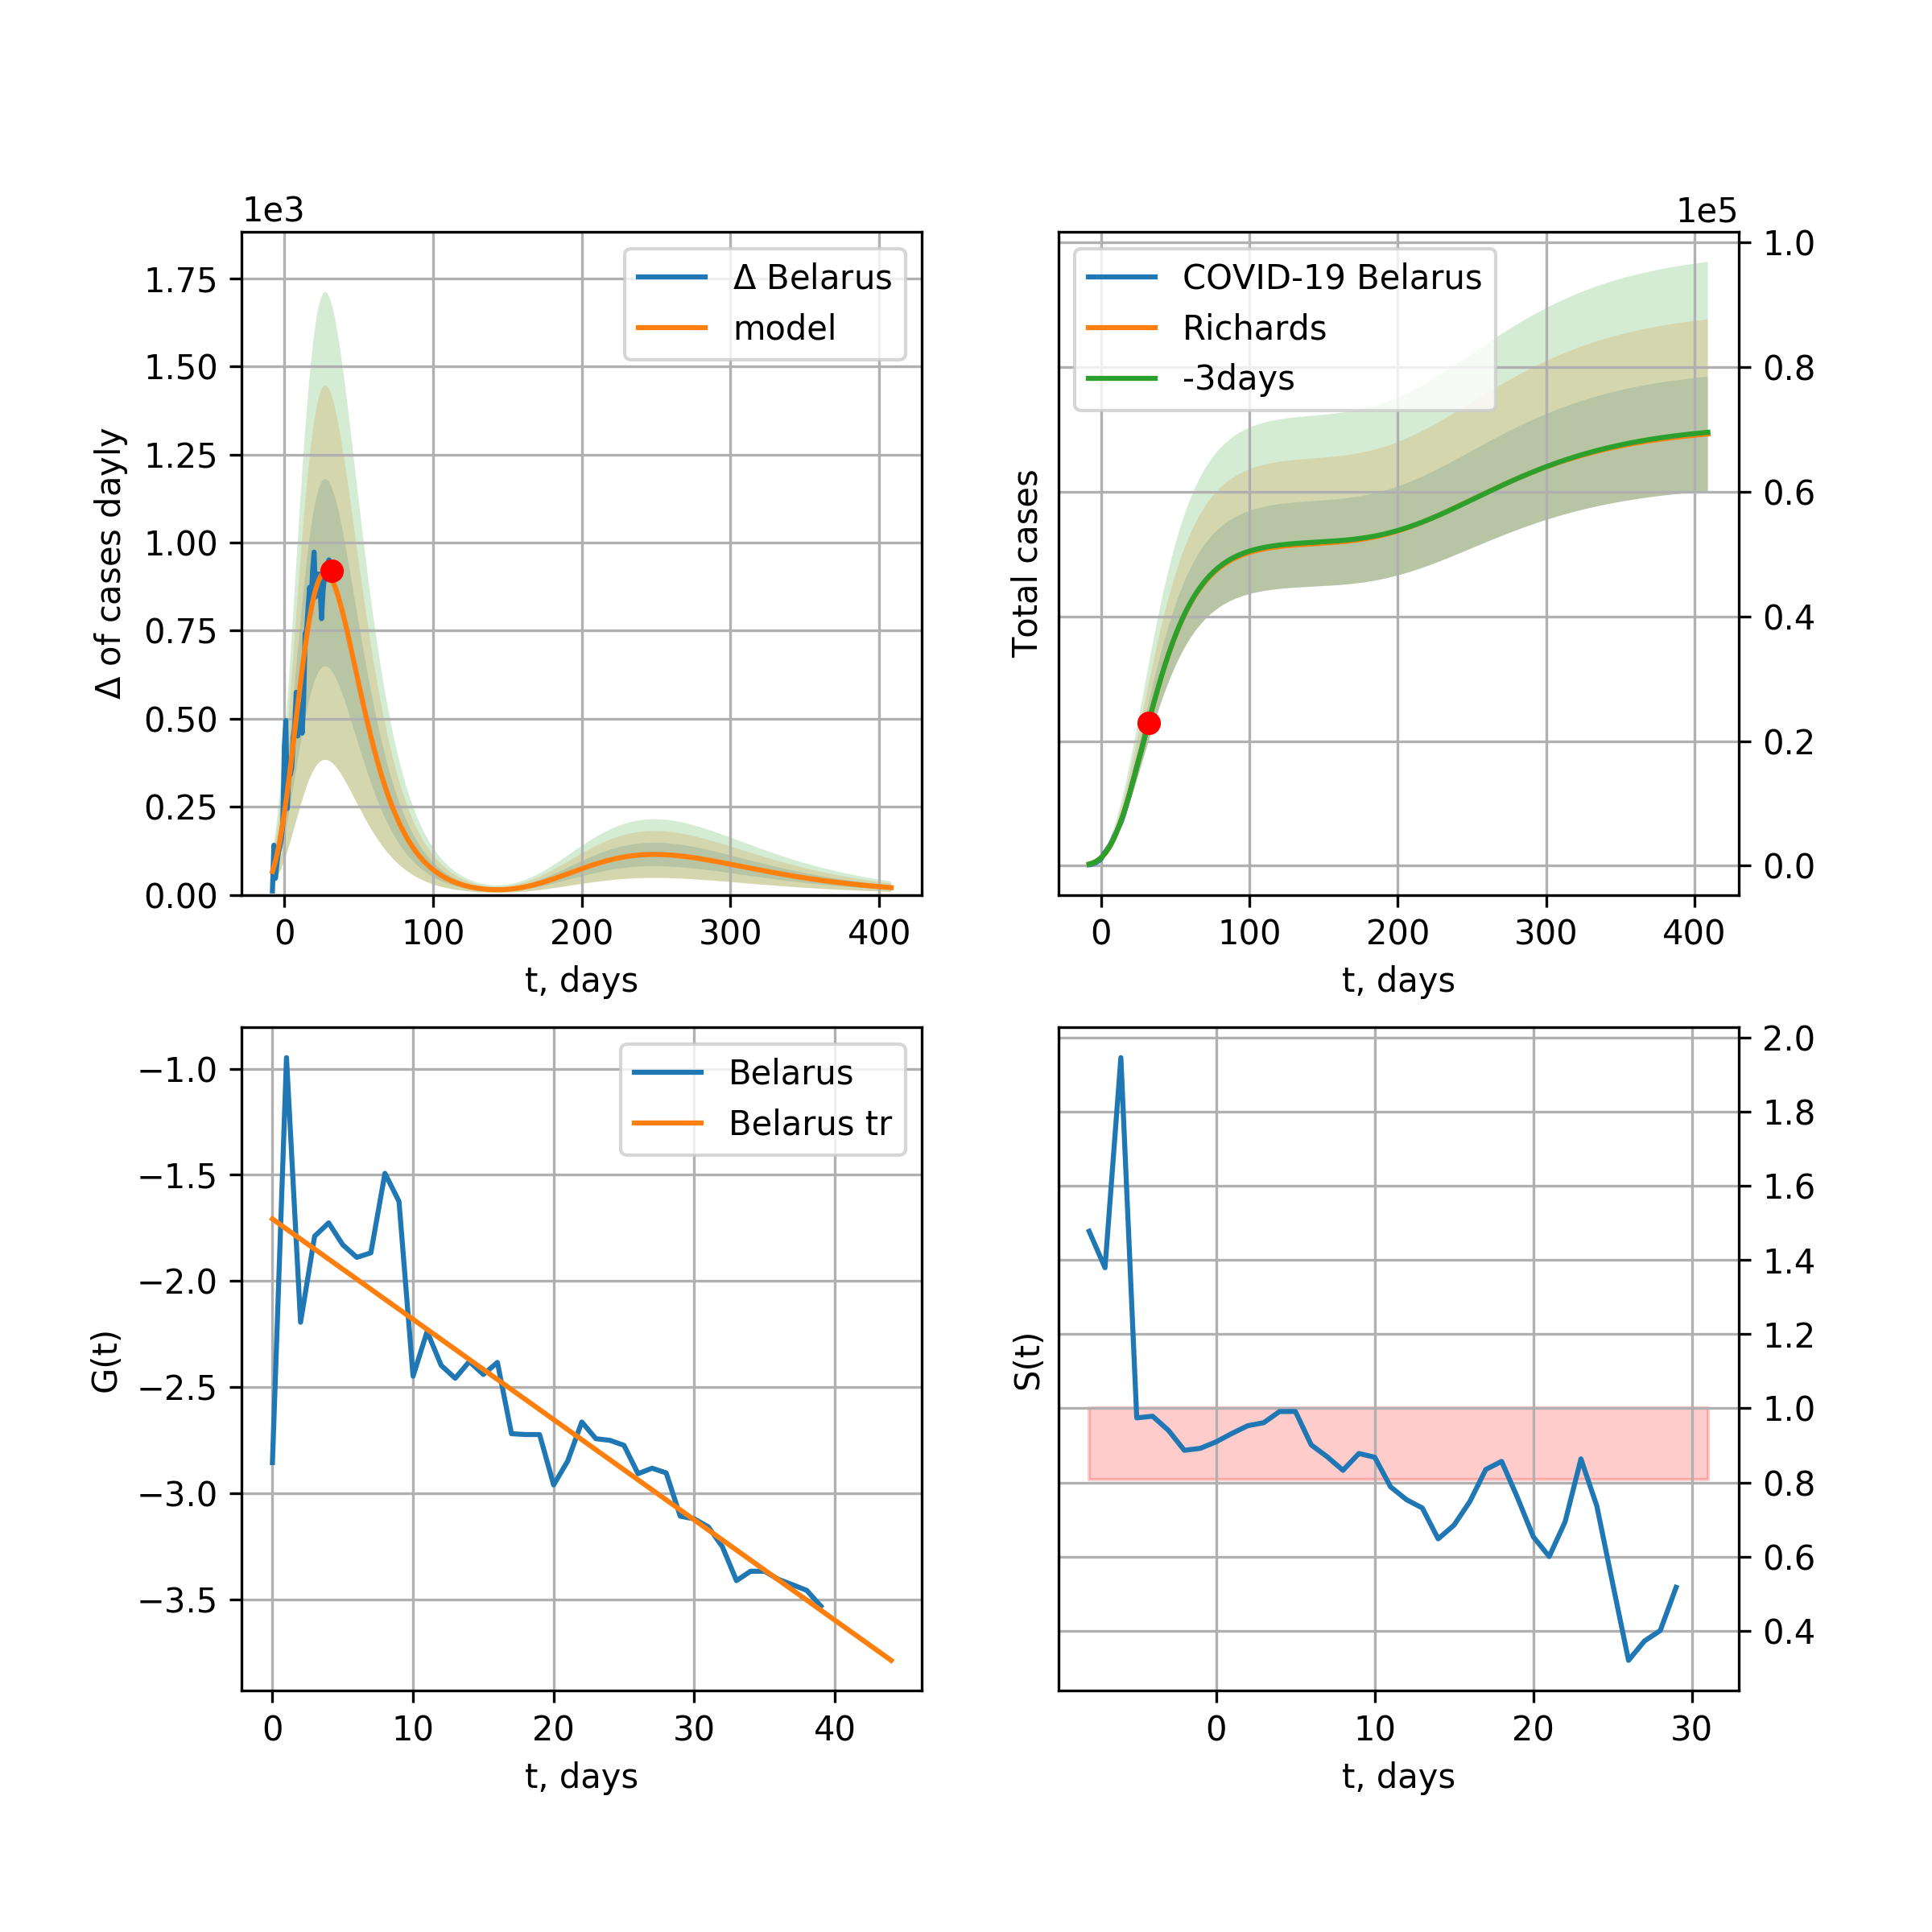 1e3
Δ of cases dayly
1.75
1.50
1.25
1.00
0.75
0.50
0.25
0.00
0 100 200 300 400
t, days
Δ Belarus
model
1e5
Total cases
1.0
0.8
0.6
0.4
0.2
0.0
0 100 200 300 400
t, days
COVID-19 Belarus
Richards
-3days
G(t)
−1.0
−1.5
−2.0
−2.5
−3.0
−3.5
0 10 20 30 40
t, days
Belarus
Belarus tr
S(t)
2.0
1.8
1.6
1.4
1.2
1.0
0.8
0.6
0.4
0 10 20 30
t, days